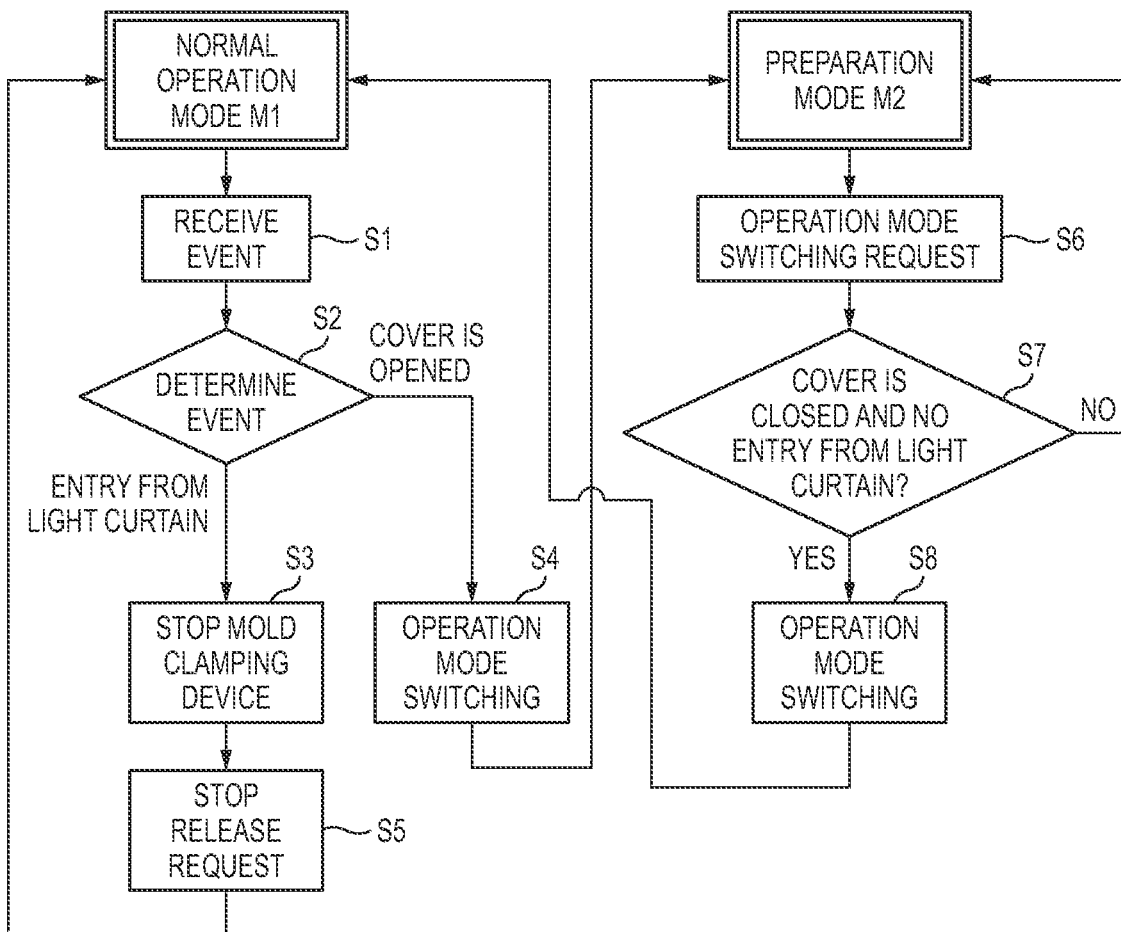 NORMAL
OPERATION
MODE M1
RECEIVE
EVENT
S1
S2
DETERMINE
EVENT
COVER IS
OPENED
ENTRY FROM
LIGHT CURTAIN
S3
STOP MOLD
CLAMPING
DEVICE
S4
OPERATION
MODE
SWITCHING
STOP
RELEASE
REQUEST
S5
PREPARATION
MODE M2
OPERATION MODE
SWITCHING REQUEST
S6
S7
COVER IS
CLOSED AND NO
ENTRY FROM LIGHT
CURTAIN?
NO
YES
S8
OPERATION
MODE
SWITCHING